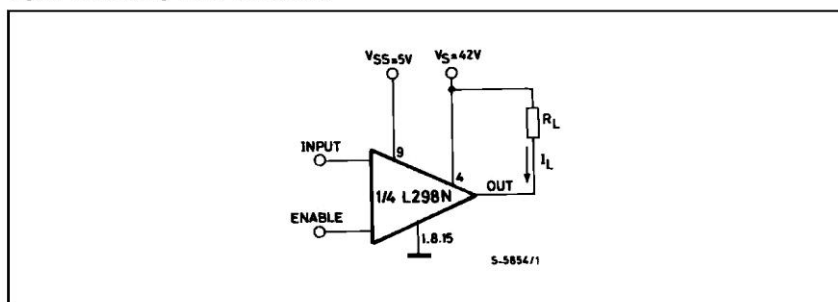 VSS=5V
VS=42V
RL
INPUT
9
IL
4
OUT
1/4 L298N
ENABLE
1.8.15
S-5854/1